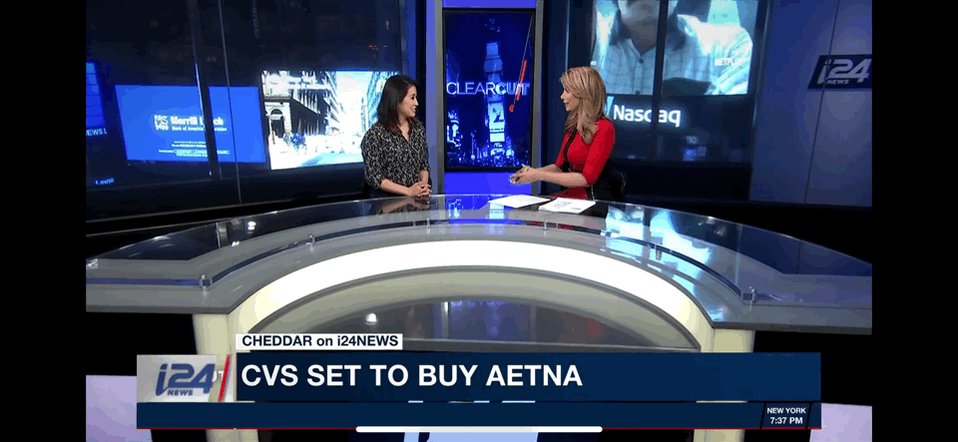 CLEARCUT
i24
Nasdaq
Merrill Lynch
NEWS
CHEDDAR on i24NEWS
i24
NEWS
CVS SET TO BUY AETNA
NEW YORK
7:37 PM